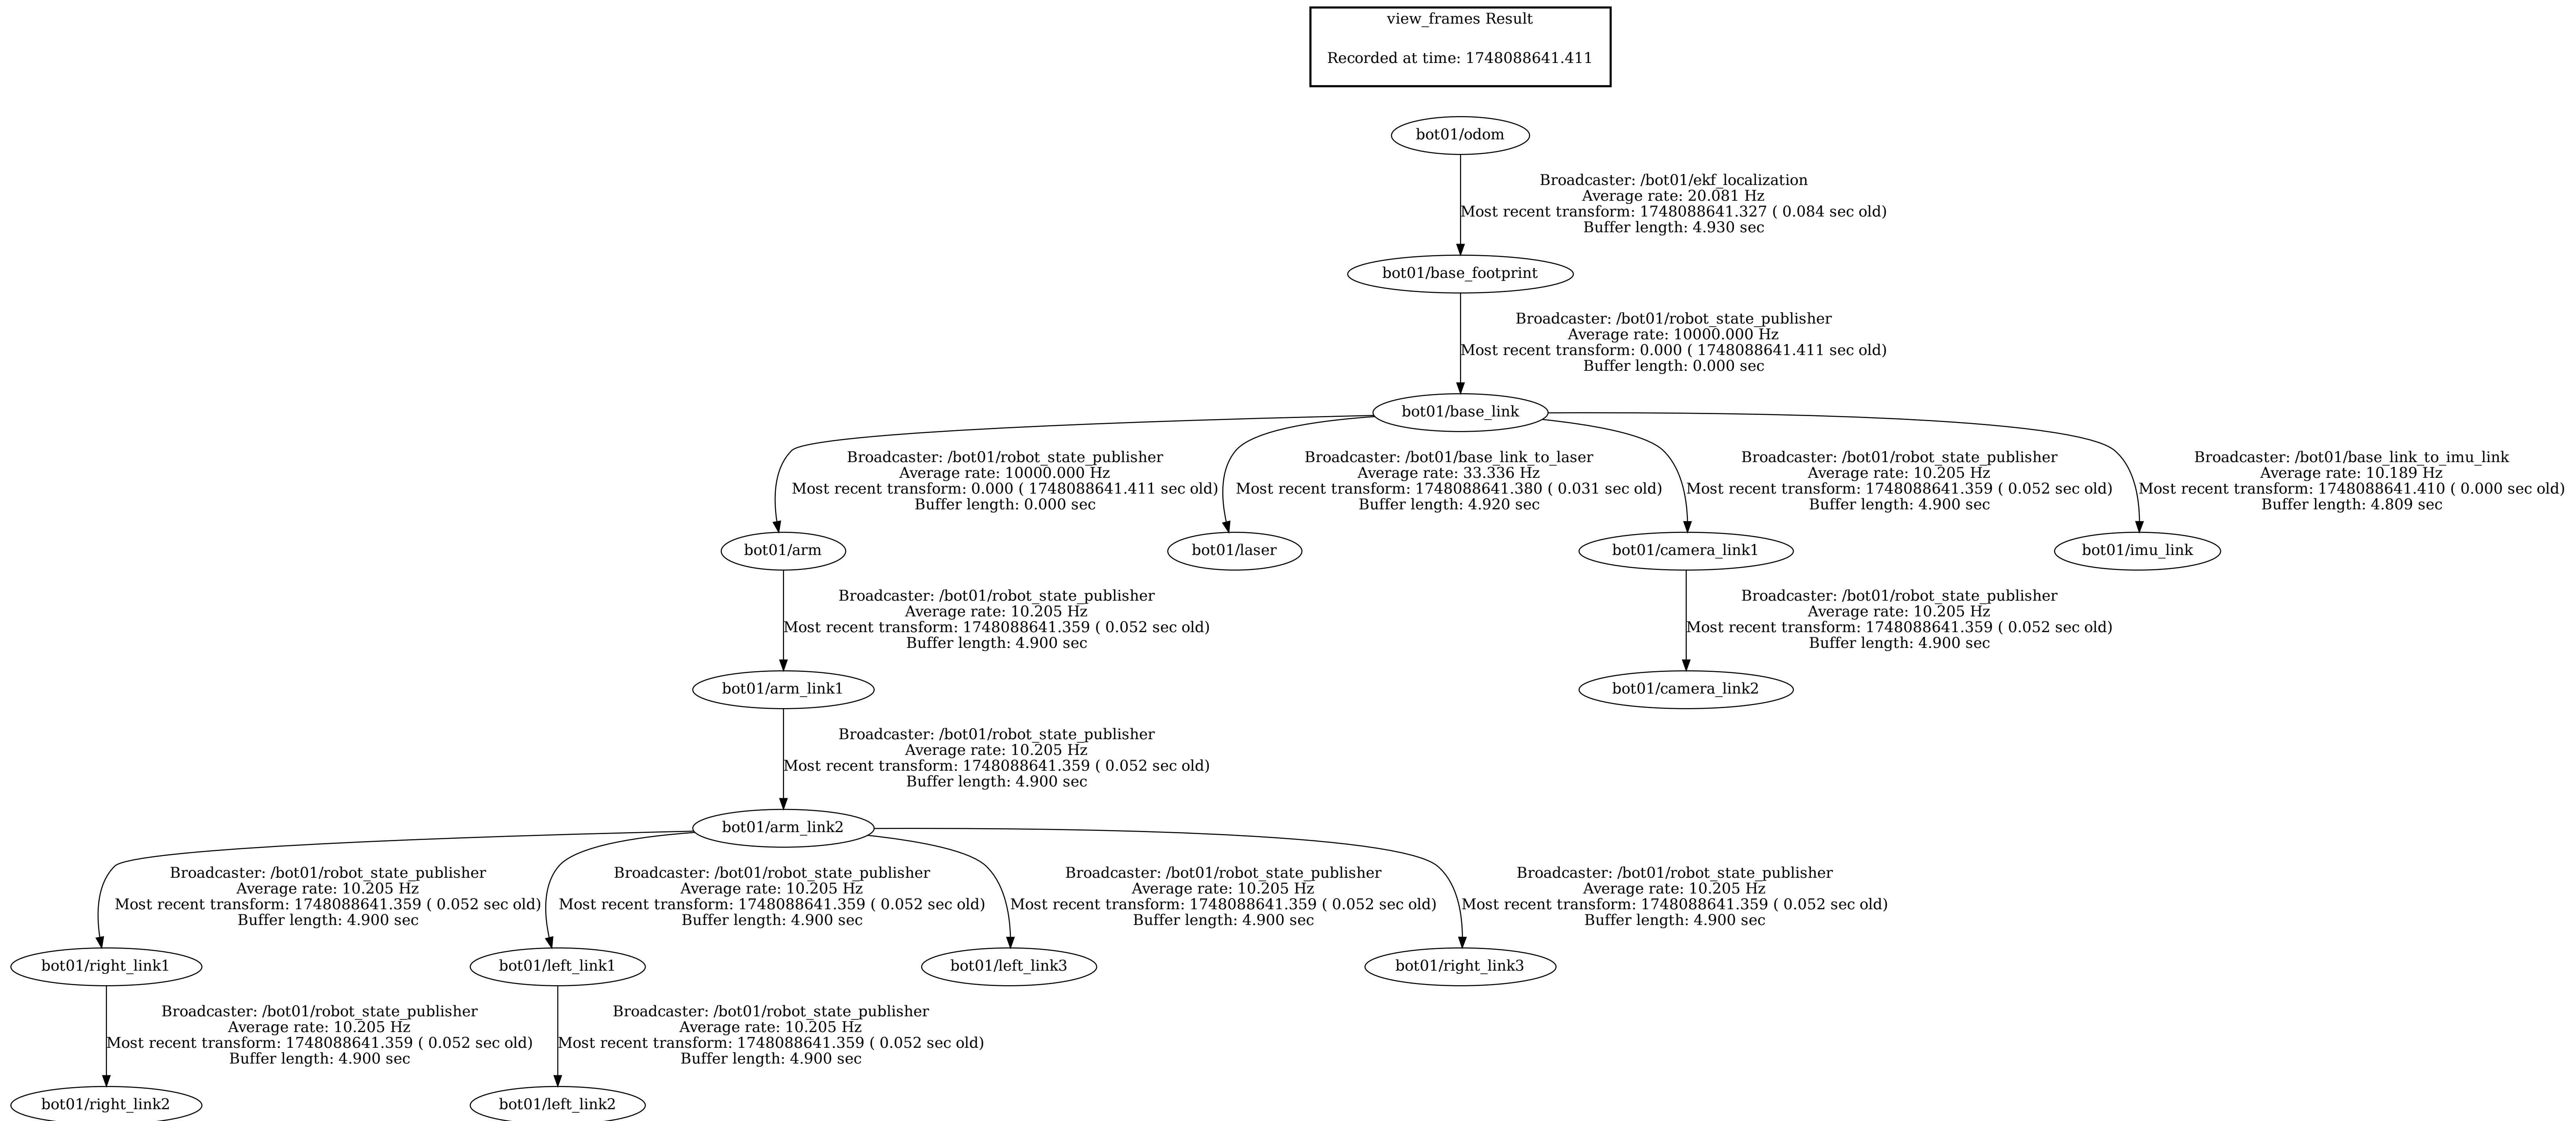 view_frames Result
Recorded at time: 1748088641.411
bot01/odom
Broadcaster: /bot01/ekf_localization
Average rate: 20.081 Hz
Most recent transform: 1748088641.327 ( 0.084 sec old)
Buffer length: 4.930 sec
bot01/base_footprint
Broadcaster: /bot01/robot_state_publisher
Average rate: 10000.000 Hz
Most recent transform: 0.000 ( 1748088641.411 sec old)
Buffer length: 0.000 sec
bot01/base_link
Broadcaster: /bot01/robot_state_publisher
Average rate: 10000.000 Hz
Most recent transform: 0.000 ( 1748088641.411 sec old)
Buffer length: 0.000 sec
Broadcaster: /bot01/base_link_to_laser
Average rate: 33.336 Hz
Most recent transform: 1748088641.380 ( 0.031 sec old)
Buffer length: 4.920 sec
Broadcaster: /bot01/robot_state_publisher
Average rate: 10.205 Hz
Most recent transform: 1748088641.359 ( 0.052 sec old)
Buffer length: 4.900 sec
Broadcaster: /bot01/base_link_to_imu_link
Average rate: 10.189 Hz
Most recent transform: 1748088641.410 ( 0.000 sec old)
Buffer length: 4.809 sec
bot01/arm
bot01/laser
bot01/camera_link1
bot01/imu_link
Broadcaster: /bot01/robot_state_publisher
Average rate: 10.205 Hz
Most recent transform: 1748088641.359 ( 0.052 sec old)
Buffer length: 4.900 sec
Broadcaster: /bot01/robot_state_publisher
Average rate: 10.205 Hz
Most recent transform: 1748088641.359 ( 0.052 sec old)
Buffer length: 4.900 sec
bot01/arm_link1
bot01/camera_link2
Broadcaster: /bot01/robot_state_publisher
Average rate: 10.205 Hz
Most recent transform: 1748088641.359 ( 0.052 sec old)
Buffer length: 4.900 sec
bot01/arm_link2
Broadcaster: /bot01/robot_state_publisher
Average rate: 10.205 Hz
Most recent transform: 1748088641.359 ( 0.052 sec old)
Buffer length: 4.900 sec
Broadcaster: /bot01/robot_state_publisher
Average rate: 10.205 Hz
Most recent transform: 1748088641.359 ( 0.052 sec old)
Buffer length: 4.900 sec
Broadcaster: /bot01/robot_state_publisher
Average rate: 10.205 Hz
Most recent transform: 1748088641.359 ( 0.052 sec old)
Buffer length: 4.900 sec
Broadcaster: /bot01/robot_state_publisher
Average rate: 10.205 Hz
Most recent transform: 1748088641.359 ( 0.052 sec old)
Buffer length: 4.900 sec
bot01/right_link1
bot01/left_link1
bot01/left_link3
bot01/right_link3
Broadcaster: /bot01/robot_state_publisher
Average rate: 10.205 Hz
Most recent transform: 1748088641.359 ( 0.052 sec old)
Buffer length: 4.900 sec
Broadcaster: /bot01/robot_state_publisher
Average rate: 10.205 Hz
Most recent transform: 1748088641.359 ( 0.052 sec old)
Buffer length: 4.900 sec
bot01/right_link2
bot01/left_link2